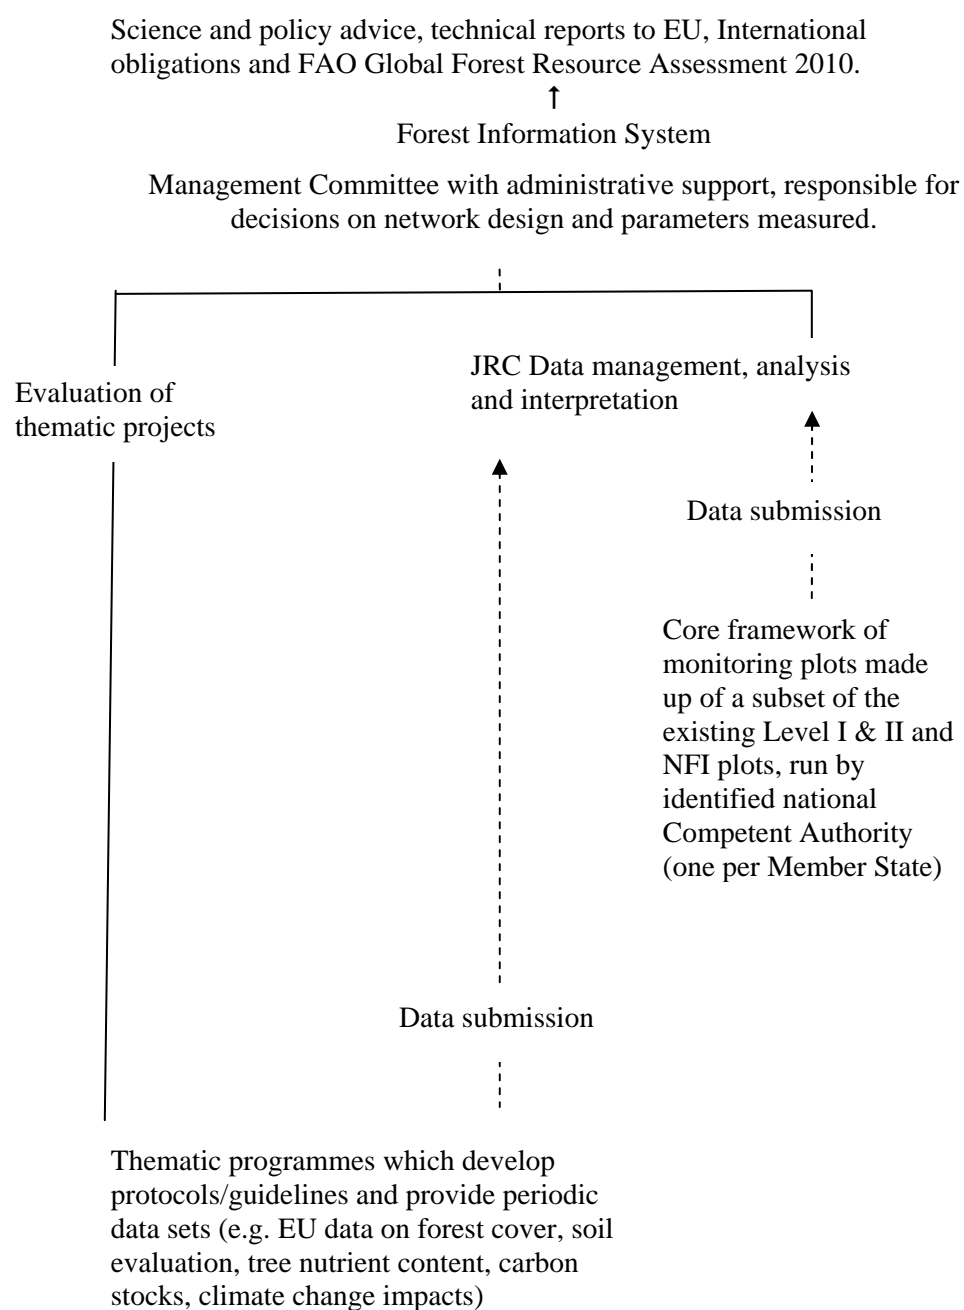 Science and policy advice, technical reports to EU, International
obligations and FAO Global Forest Resource Assessment 2010.
Forest Information System
Management Committee with administrative support, responsible for
decisions on network design and parameters measured.
Evaluation of
thematic projects
JRC Data management, analysis
and interpretation
Data submission
Core framework of
monitoring plots made
up of a subset of the
existing Level I & II and
NFI plots, run by
identified national
Competent Authority
(one per Member State)
Data submission
Thematic programmes which develop
protocols/guidelines and provide periodic
data sets (e.g. EU data on forest cover, soil
evaluation, tree nutrient content, carbon
stocks, climate change impacts)